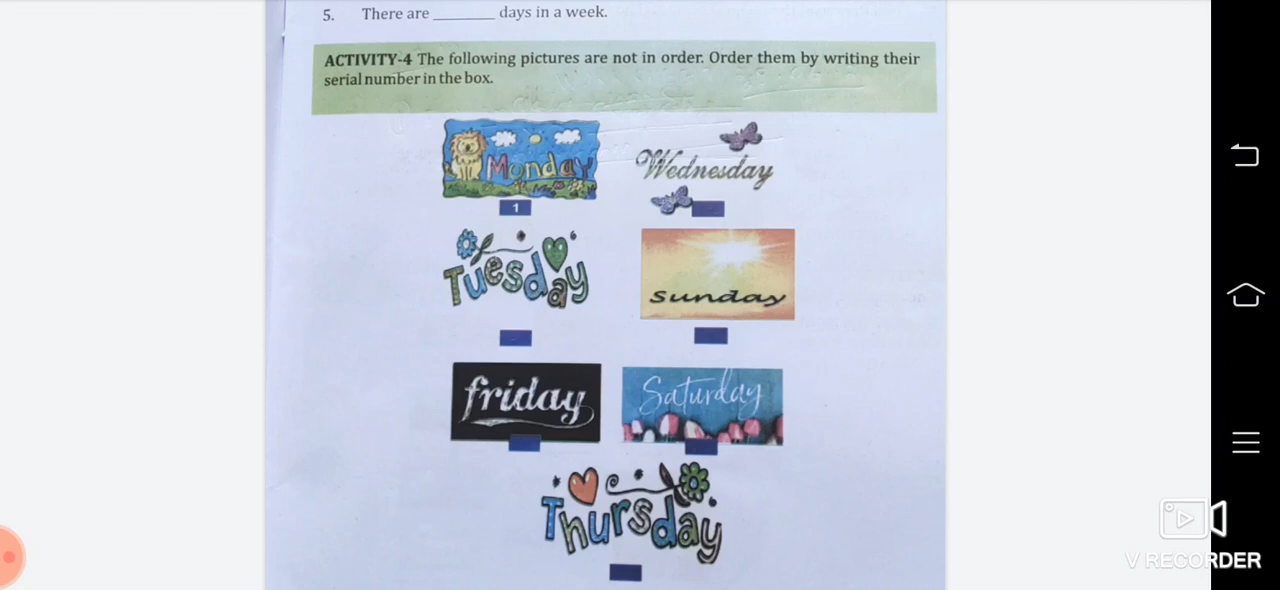 5. There are ________ days in a week.
ACTIVITY-4 The following pictures are not in order. Order them by writing their
serial number in the box.
Monday
1
Wednesday
Tuesday
sunday
friday
Saturday
Thursday
V RECORDER